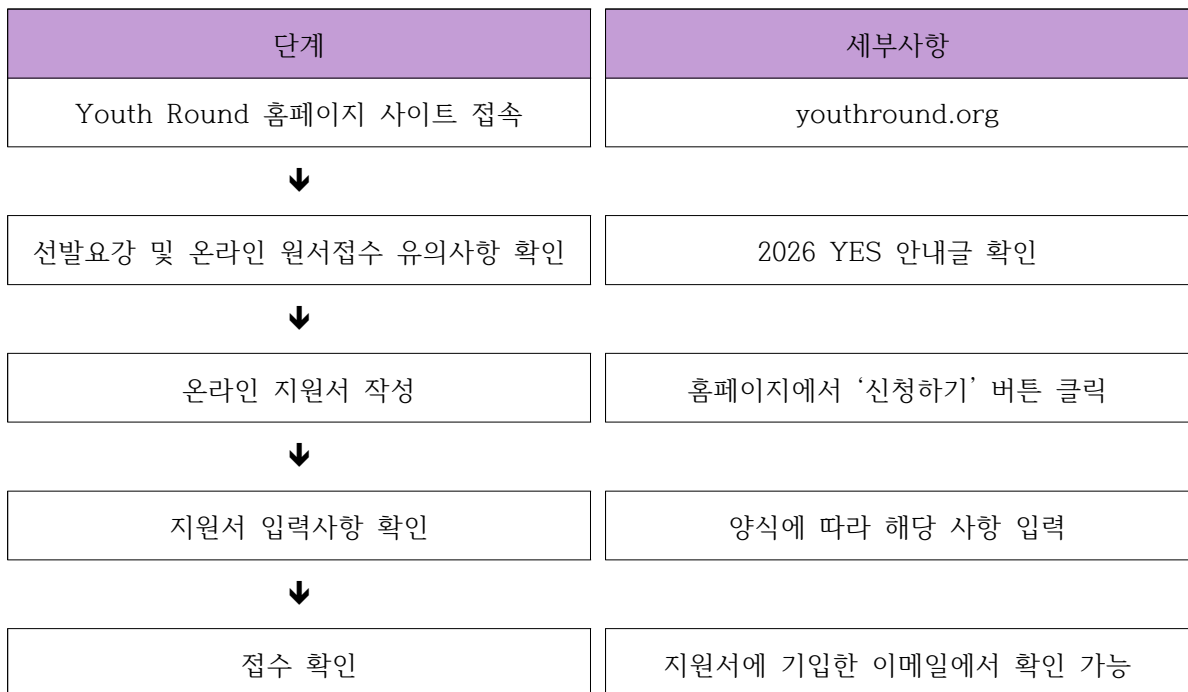 단계
세부사항
Youth Round 홈페이지 사이트 접속
youthround.org
선발요강 및 온라인 원서접수 유의사항 확인
2026 YES 안내글 확인
온라인 지원서 작성
홈페이지에서 ‘신청하기’ 버튼 클릭
지원서 입력사항 확인
양식에 따라 해당 사항 입력
접수 확인
지원서에 기입한 이메일에서 확인 가능